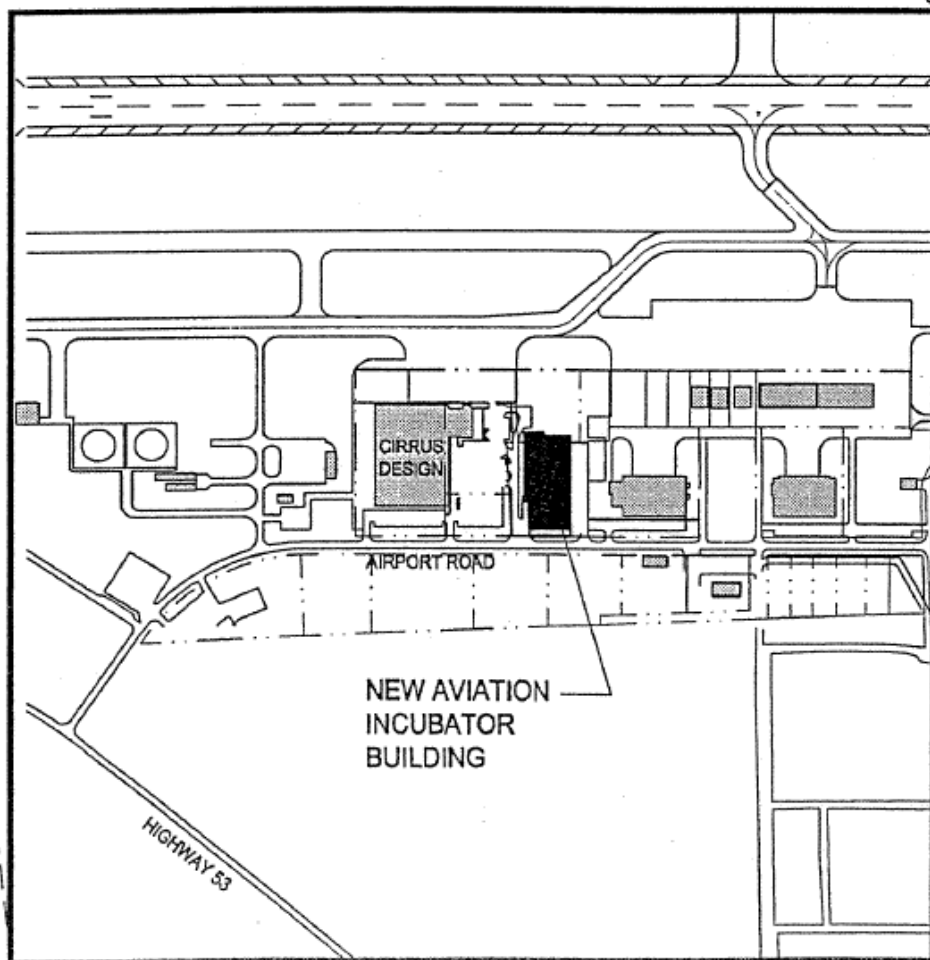 CIRRUS
DESIGN
AIRPORT ROAD
NEW AVIATION
INCUBATOR
BUILDING
HIGHWAY 53